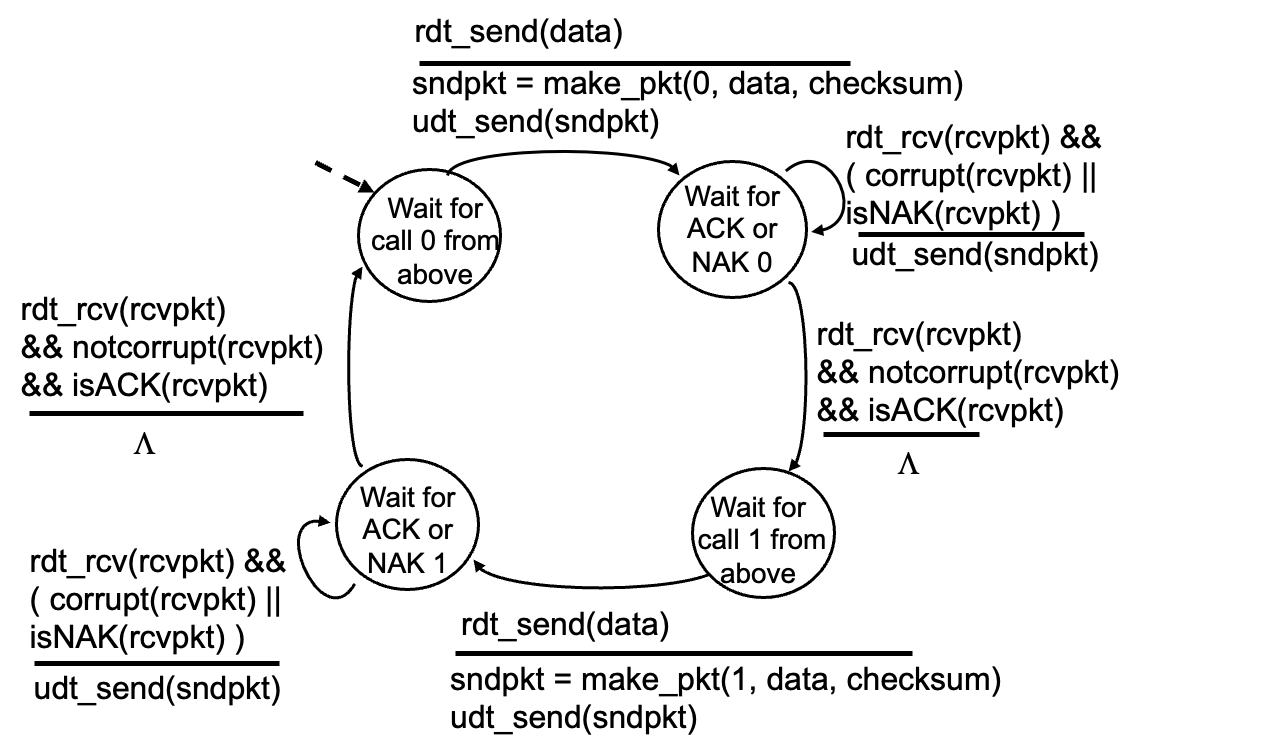 rdt_send(data)
sndpkt = make_pkt(0, data, checksum)
udt_send(sndpkt)
rdt_rcv(rcvpkt) &&
( corrupt(rcvpkt) ||
isNAK(rcvpkt) )
udt_send(sndpkt)
Wait for
call 0 from
above
Wait for
ACK or
NAK 0
rdt_rcv(rcvpkt)
&& notcorrupt(rcvpkt)
&& isACK(rcvpkt)
Λ
rdt_rcv(rcvpkt)
&& notcorrupt(rcvpkt)
&& isACK(rcvpkt)
Λ
Wait for
ACK or
NAK 1
Wait for
call 1 from
above
rdt_rcv(rcvpkt) &&
( corrupt(rcvpkt) ||
isNAK(rcvpkt) )
udt_send(sndpkt)
rdt_send(data)
sndpkt = make_pkt(1, data, checksum)
udt_send(sndpkt)